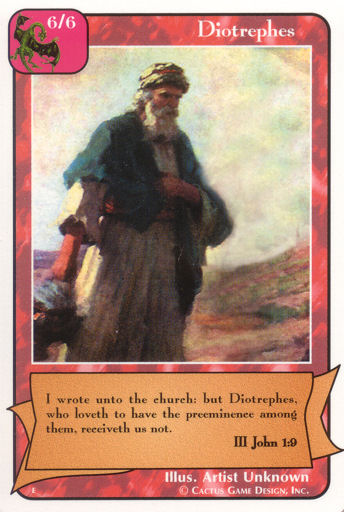 6/6
Diotrephes
I wrote unto the church: but Diotrephes,
who loveth to have the preeminence among
them, receiveth us not.
III John 1:9
Illus. Artist Unknown
E
© Cactus Game Design, Inc.